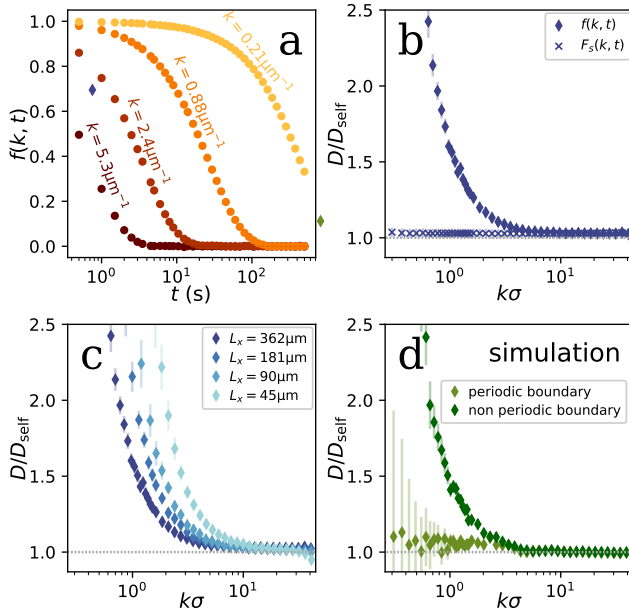 a
f(k, t)
1.0
0.8
0.6
0.4
0.2
0.0
k = 0.21µm⁻¹
k = 0.88µm⁻¹
k = 2.4µm⁻¹
k = 5.3µm⁻¹
10⁰ 10¹ 10²
t (s)
b
D/D_self
2.5
2.0
1.5
1.0
f(k, t)
F_s(k, t)
10⁰ 10¹
kσ
c
D/D_self
2.5
2.0
1.5
1.0
L_x = 362µm
L_x = 181µm
L_x = 90µm
L_x = 45µm
10⁰ 10¹
kσ
d
simulation
D/D_self
2.5
2.0
1.5
1.0
periodic boundary
non periodic boundary
10⁰ 10¹
kσ